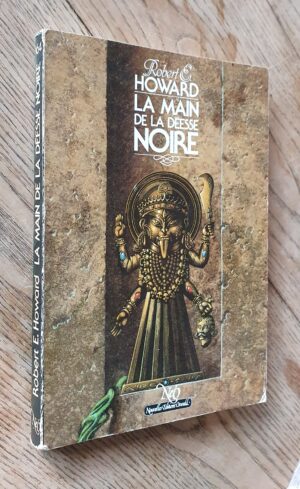 Robert E.
HOWARD
LA MAIN
DE LA DÉESSE
NOIRE
NéO
Nouvelles Éditions Oswald
Robert E. Howard LA MAIN DE LA DÉESSE NOIRE